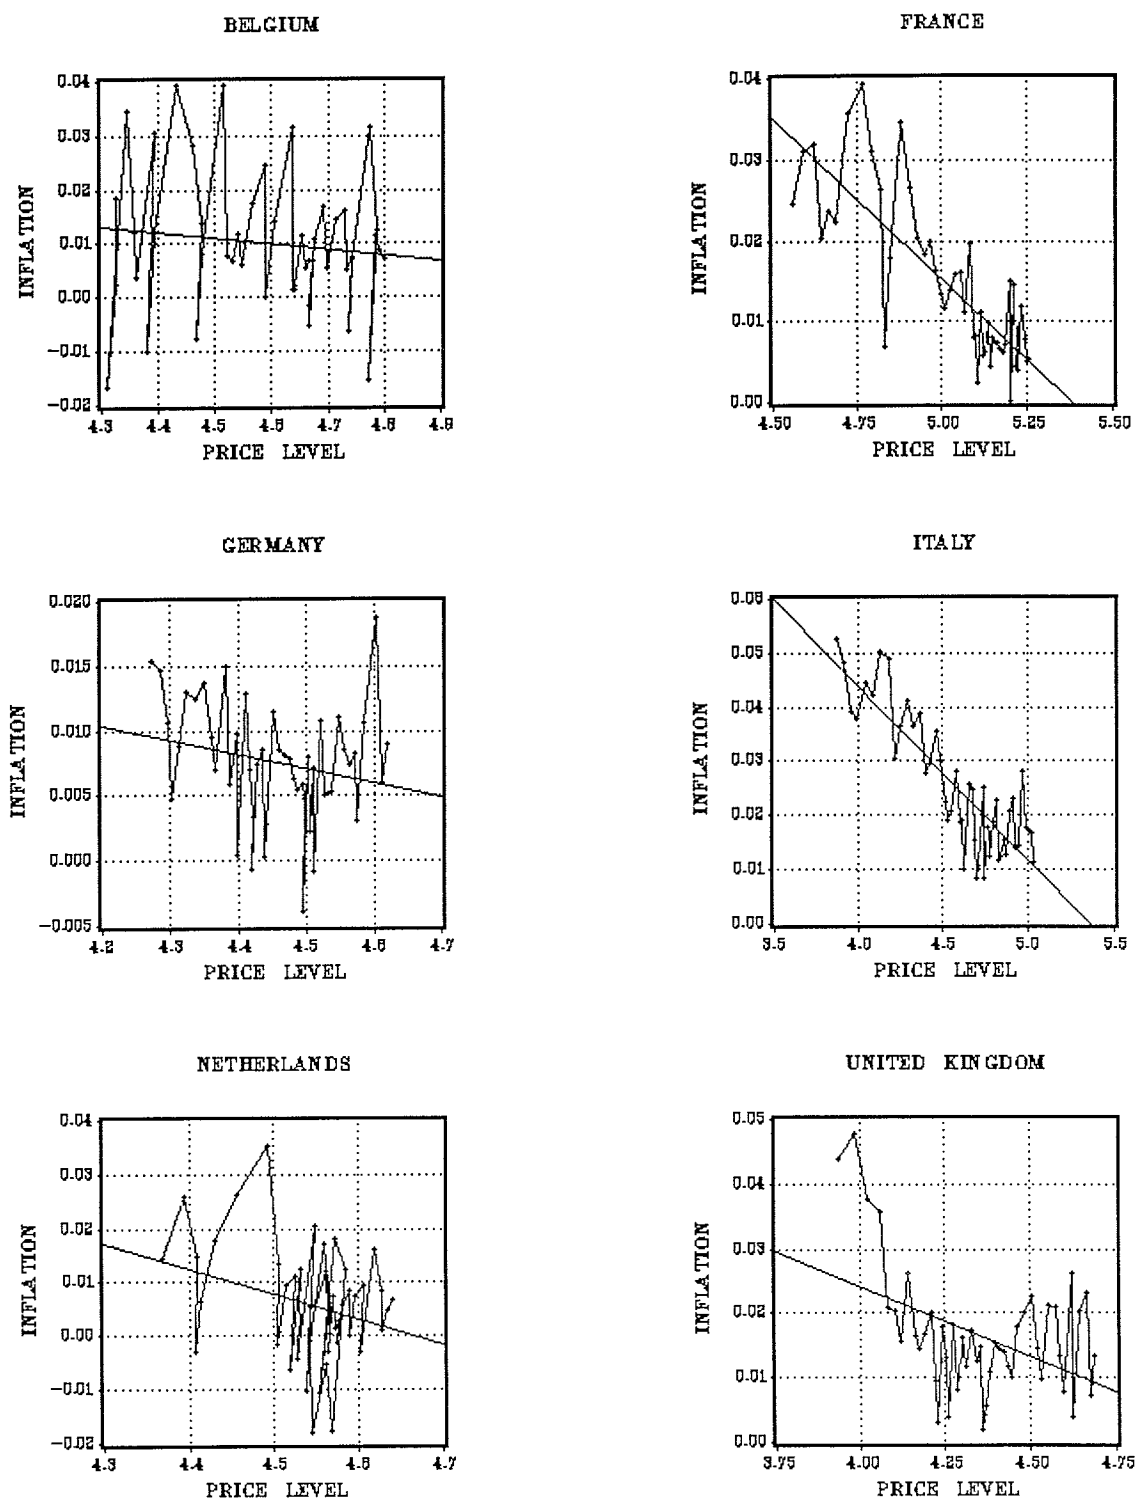 BELGIUM
0.04
0.03
0.02
0.01
0.00
-0.01
-0.02
INFLATION
4.3 4.4 4.5 4.6 4.7 4.8 4.9
PRICE LEVEL
FRANCE
0.04
0.03
0.02
0.01
0.00
INFLATION
4.50 4.75 5.00 5.25 5.50
PRICE LEVEL
GERMANY
0.020
0.015
0.010
0.005
0.000
-0.005
INFLATION
4.2 4.3 4.4 4.5 4.6 4.7
PRICE LEVEL
ITALY
0.06
0.05
0.04
0.03
0.02
0.01
0.00
INFLATION
3.5 4.0 4.5 5.0 5.5
PRICE LEVEL
NETHERLANDS
0.04
0.03
0.02
0.01
0.00
-0.01
-0.02
INFLATION
4.3 4.4 4.5 4.6 4.7
PRICE LEVEL
UNITED KINGDOM
0.05
0.04
0.03
0.02
0.01
0.00
INFLATION
3.75 4.00 4.25 4.50 4.75
PRICE LEVEL